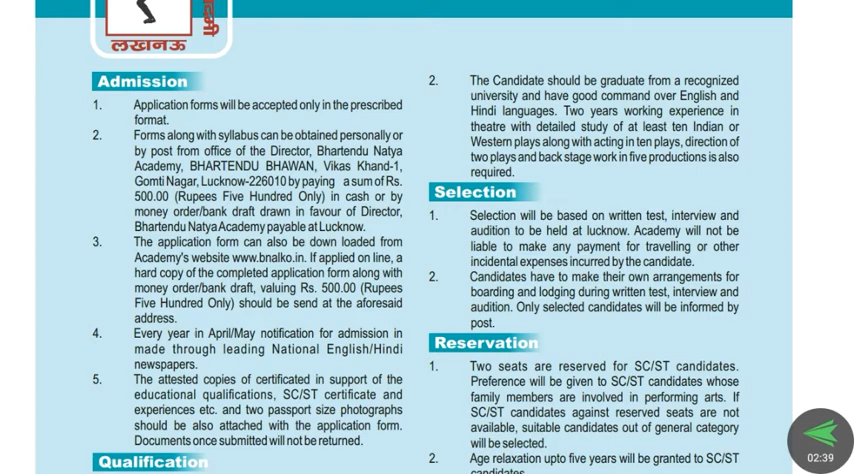 लखनऊ
Admission
1. Application forms will be accepted only in the prescribed
format.
2. Forms along with syllabus can be obtained personally or
by post from office of the Director, Bhartendu Natya
Academy, BHARTENDU BHAWAN, Vikas Khand-1,
Gomti Nagar, Lucknow-226010 by paying a sum of Rs.
500.00 (Rupees Five Hundred Only) in cash or by
money order/bank draft drawn in favour of Director,
Bhartendu Natya Academy payable at Lucknow.
3. The application form can also be down loaded from
Academy's website www.bnalko.in. If applied on line, a
hard copy of the completed application form along with
money order/bank draft, valuing Rs. 500.00 (Rupees
Five Hundred Only) should be send at the aforesaid
address.
4. Every year in April/May notification for admission in
made through leading National English/Hindi
newspapers.
5. The attested copies of certificated in support of the
educational qualifications, SC/ST certificate and
experiences etc. and two passport size photographs
should be also attached with the application form.
Documents once submitted will not be returned.
Qualification
2. The Candidate should be graduate from a recognized
university and have good command over English and
Hindi languages. Two years working experience in
theatre with detailed study of at least ten Indian or
Western plays along with acting in ten plays, direction of
two plays and back stage work in five productions is also
required.
Selection
1. Selection will be based on written test, interview and
audition to be held at lucknow. Academy will not be
liable to make any payment for travelling or other
incidental expenses incurred by the candidate.
2. Candidates have to make their own arrangements for
boarding and lodging during written test, interview and
audition. Only selected candidates will be informed by
post.
Reservation
1. Two seats are reserved for SC/ST candidates.
Preference will be given to SC/ST candidates whose
family members are involved in performing arts. If
SC/ST candidates against reserved seats are not
available, suitable candidates out of general category
will be selected.
2. Age relaxation upto five years will be granted to SC/ST
candidates.
02:39